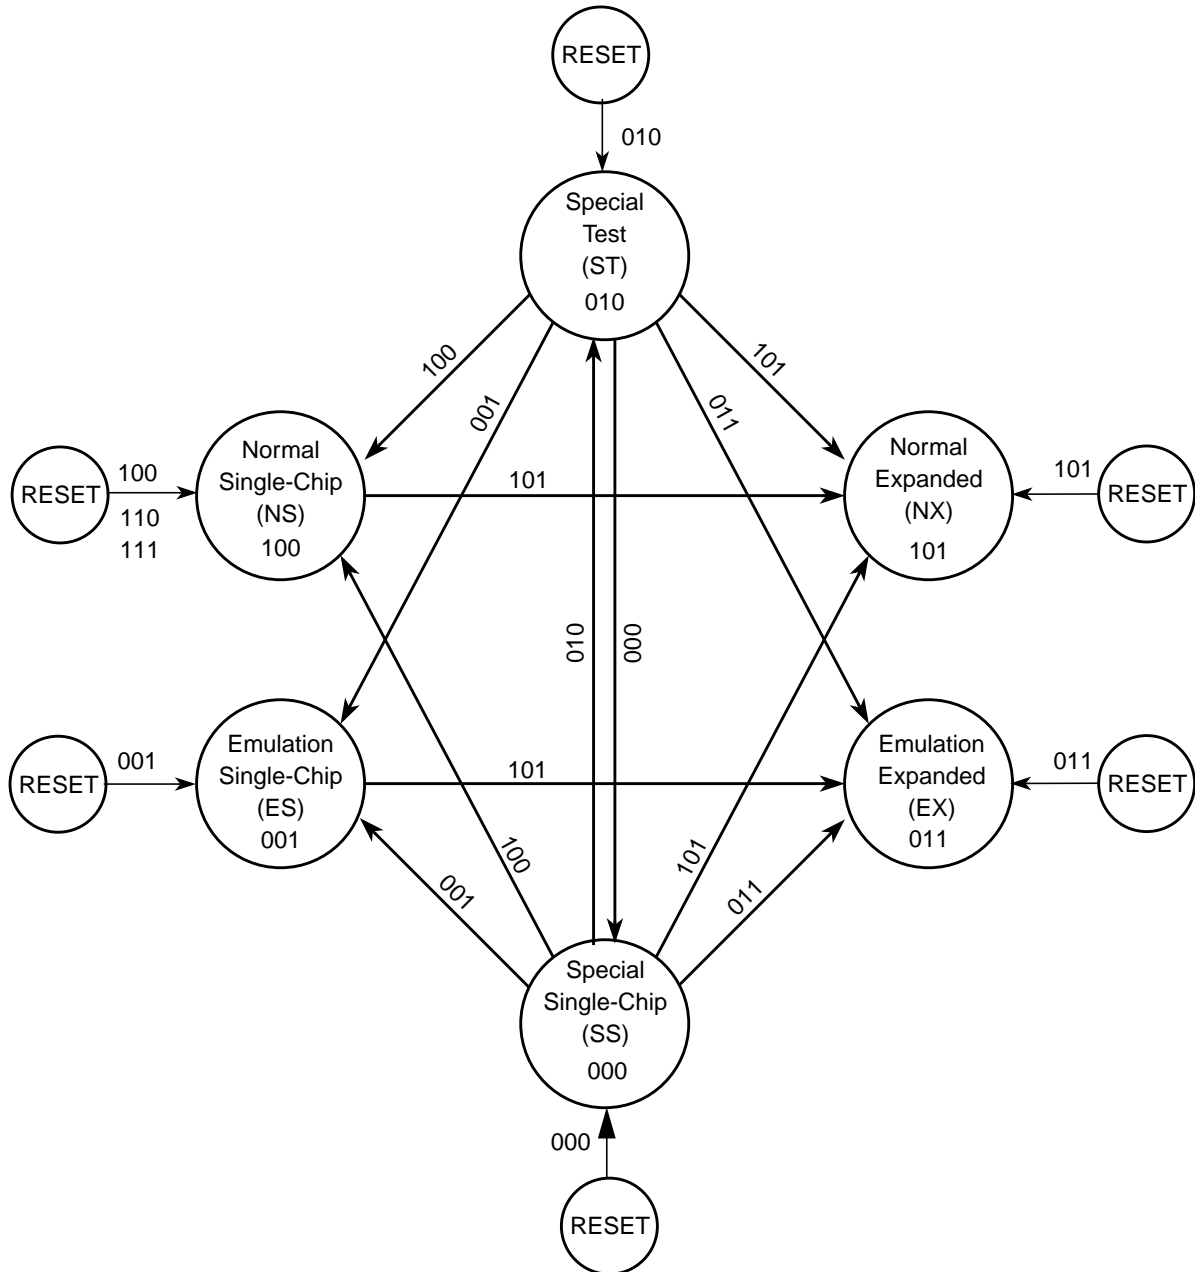 RESET
010
Special
Test
(ST)
010
100
101
001
011
Normal
Single-Chip
(NS)
100
Normal
Expanded
(NX)
101
RESET
100
110
111
101
101
RESET
010
000
Emulation
Single-Chip
(ES)
001
Emulation
Expanded
(EX)
011
RESET
001
101
011
RESET
100
101
001
011
Special
Single-Chip
(SS)
000
000
RESET